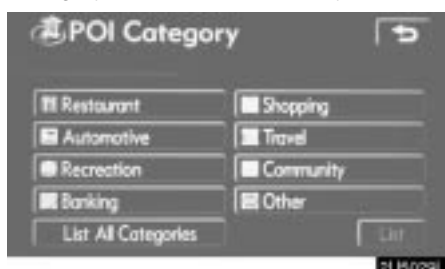 POI Category
Restaurant Shopping
Automotive Travel
Recreation Community
Banking Other
List All Categories List